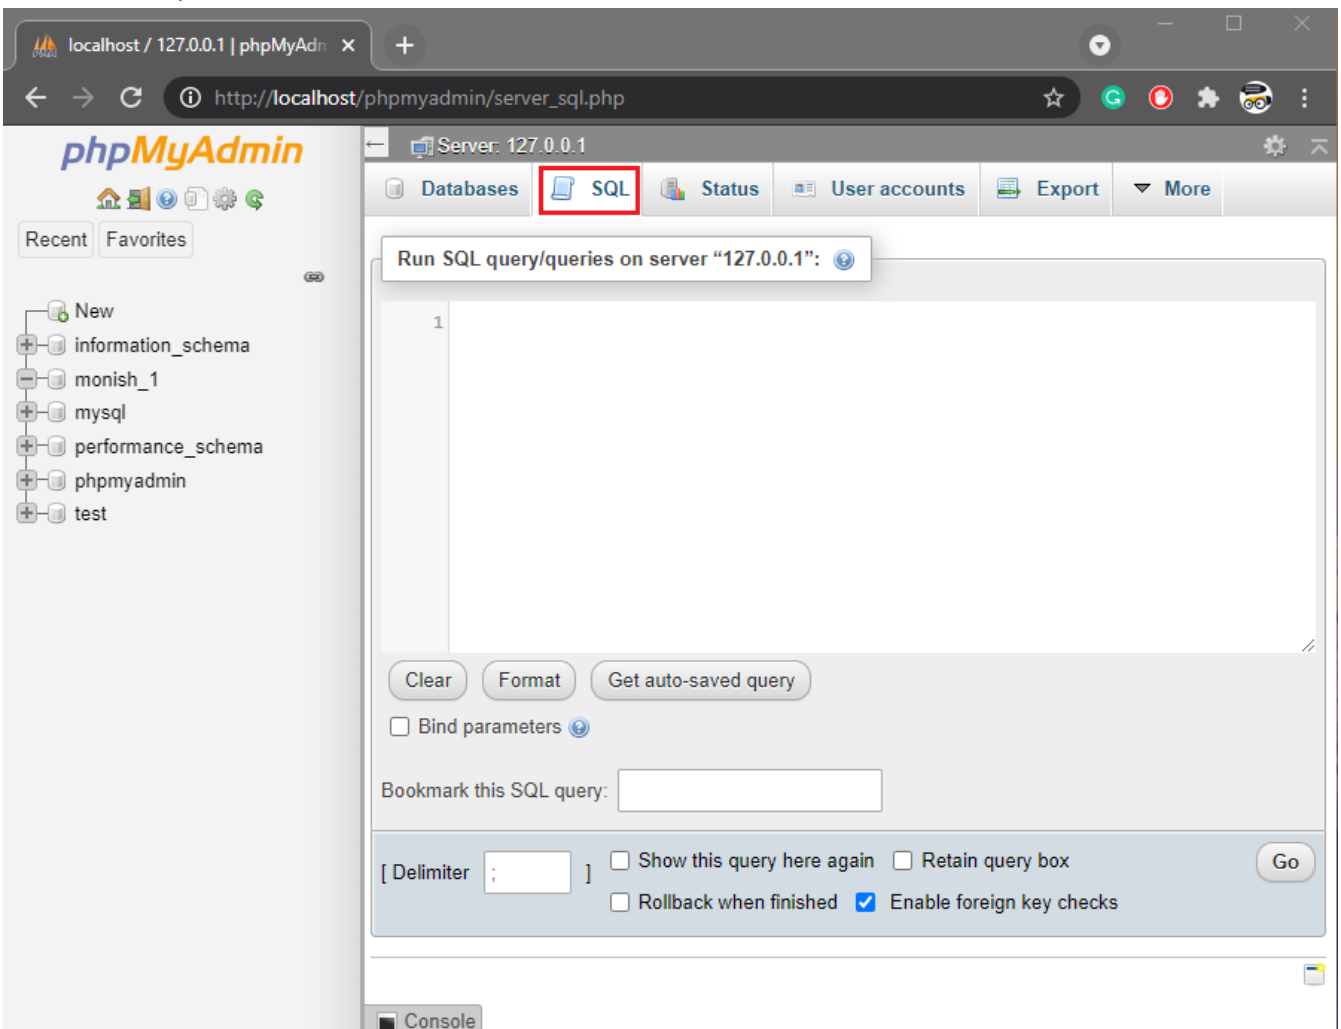 localhost / 127.0.0.1 | phpMyAdm
http://localhost/phpmyadmin/server_sql.php
phpMyAdmin
Recent Favorites
New
information_schema
monish_1
mysql
performance_schema
phpmyadmin
test
Server: 127.0.0.1
Databases SQL Status User accounts Export More
Run SQL query/queries on server “127.0.0.1”:
1
Clear Format Get auto-saved query
Bind parameters
Bookmark this SQL query:
[ Delimiter ; ] Show this query here again Retain query box Go
Rollback when finished Enable foreign key checks
Console